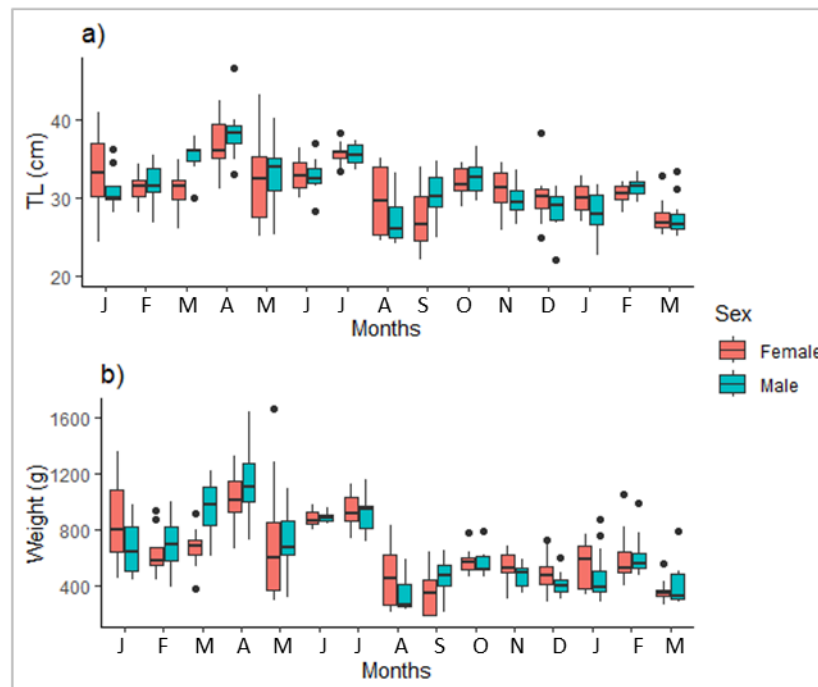 a)
40
30
20
TL (cm)
J F M A M J J A S O N D J F M
Months
Sex
Female
Male
b)
1600
1200
800
400
Weight (g)
J F M A M J J A S O N D J F M
Months